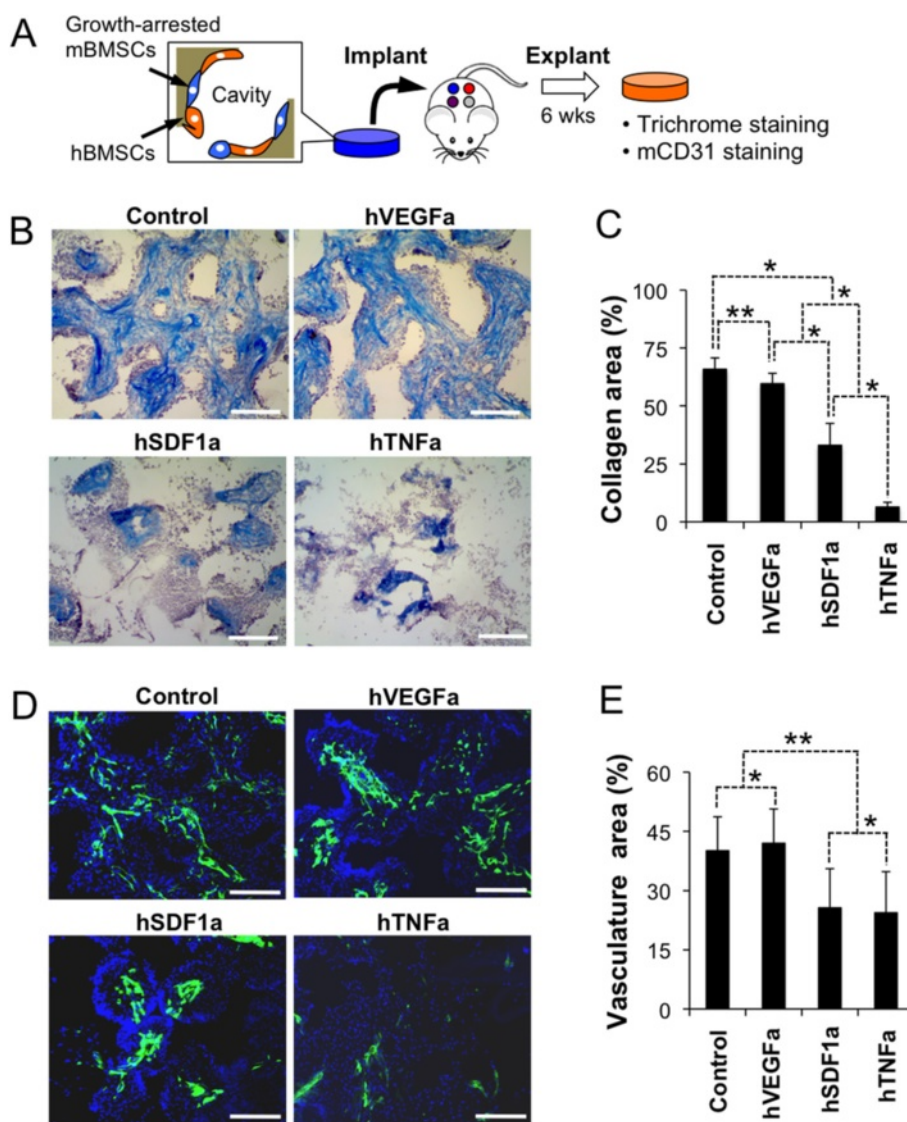 A
Growth-arrested
mBMSCs
Cavity
hBMSCs
Implant
Explant
6 wks
• Trichrome staining
• mCD31 staining
B
Control
hVEGFa
hSDF1a
hTNFa
C
Collagen area (%)
100
75
50
25
0
*
*
**
*
*
Control
hVEGFa
hSDF1a
hTNFa
D
Control
hVEGFa
hSDF1a
hTNFa
E
Vasculature area (%)
60
45
30
15
0
**
*
*
Control
hVEGFa
hSDF1a
hTNFa